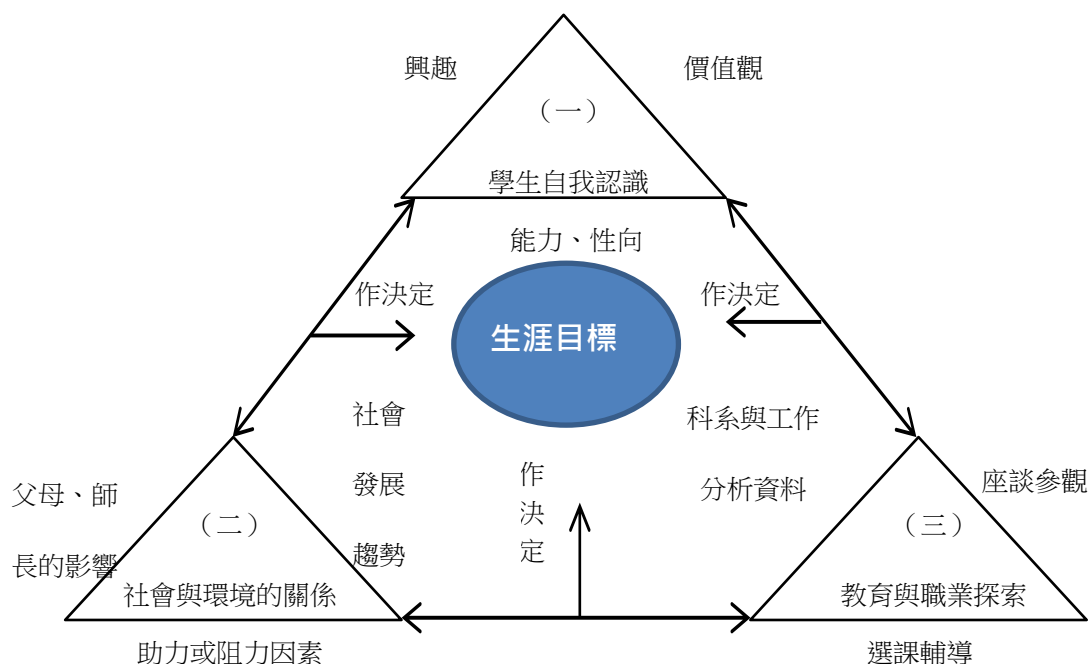 興趣
價值觀
（一）
學生自我認識
能力、性向
作決定
作決定
生涯目標
社會
發展
趨勢
科系與工作
分析資料
作
決
定
父母、師
長的影響
（二）
社會與環境的關係
助力或阻力因素
座談參觀
（三）
教育與職業探索
選課輔導